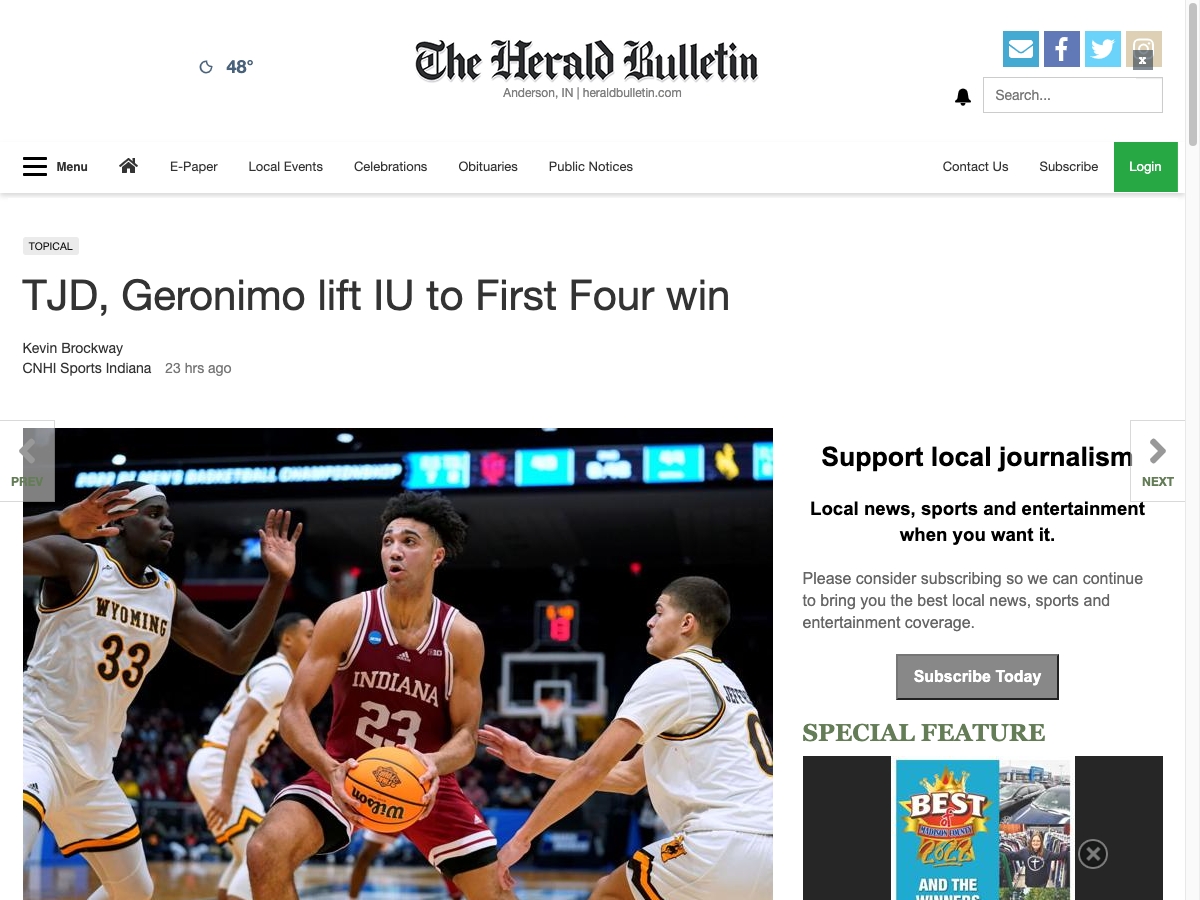 48°
The Herald Bulletin
Anderson, IN | heraldbulletin.com
x
Search...
Menu
E-Paper
Local Events
Celebrations
Obituaries
Public Notices
Contact Us
Subscribe
Login
TOPICAL
TJD, Geronimo lift IU to First Four win
Kevin Brockway
CNHI Sports Indiana 23 hrs ago
PREV
NEXT
WYOMING
33
INDIANA
23
Wilson
0
Support local journalism
Local news, sports and entertainment
when you want it.
Please consider subscribing so we can continue
to bring you the best local news, sports and
entertainment coverage.
Subscribe Today
SPECIAL FEATURE
BEST
of
MADISON COUNTY
2022
AND THE
WINNERS